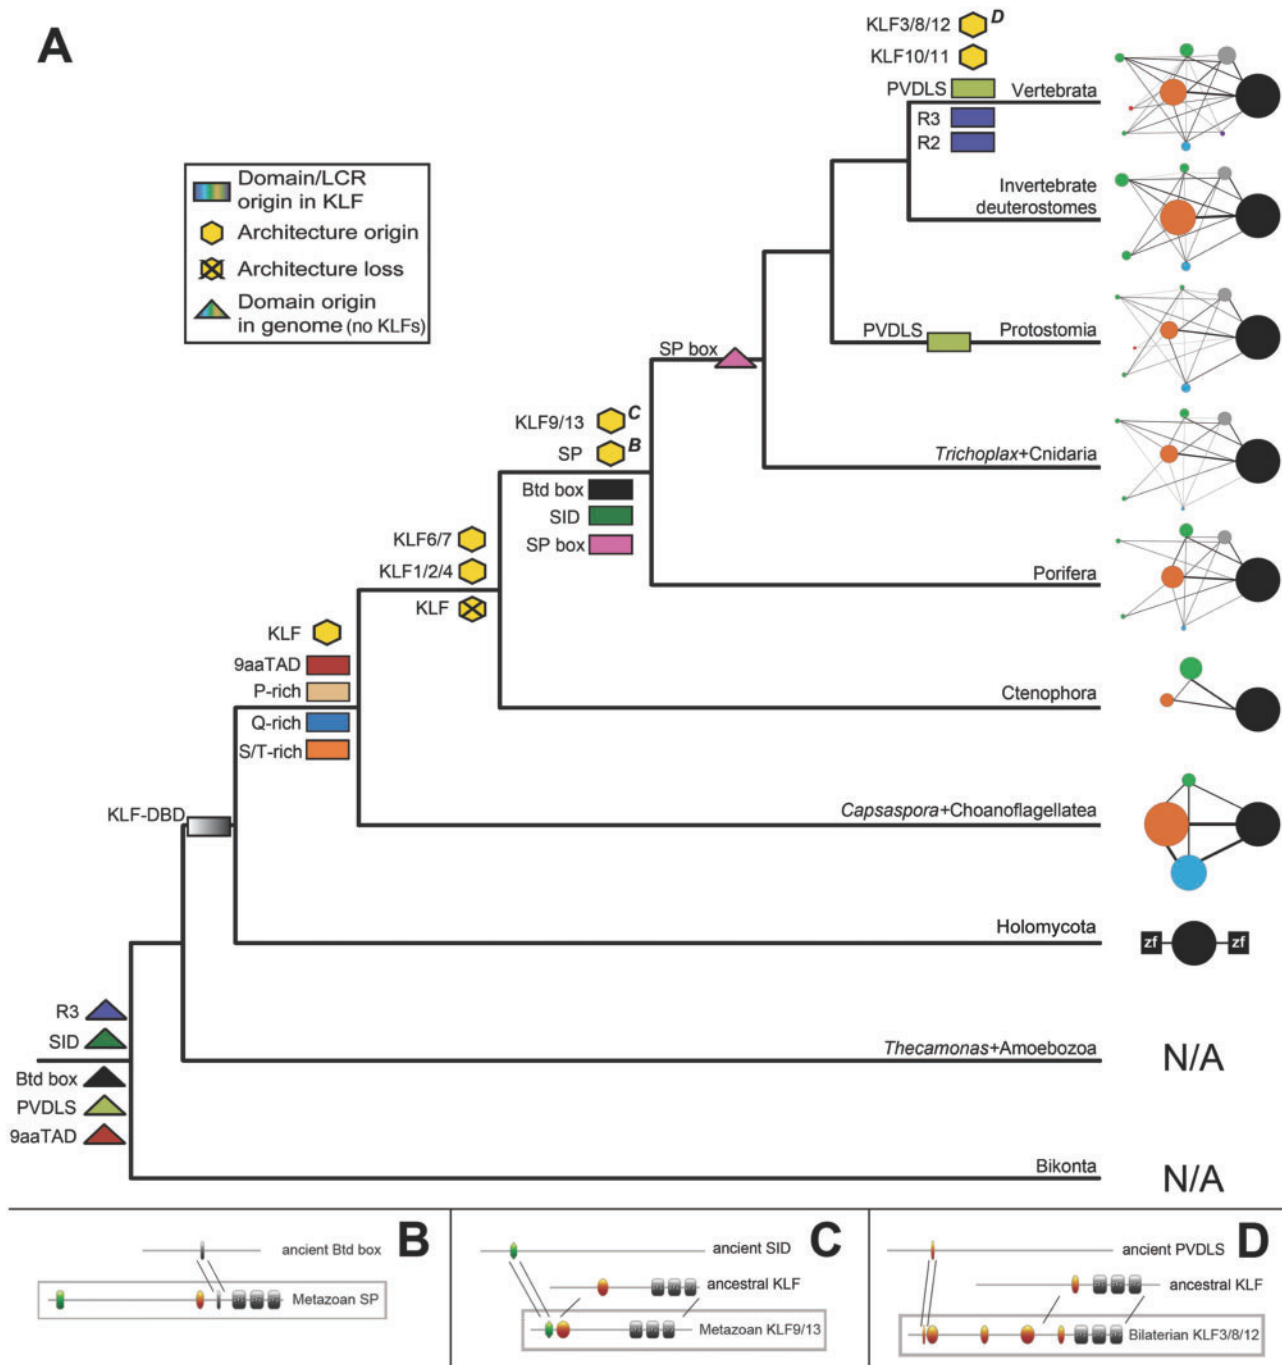 A
KLF3/8/12 D
KLF10/11
PVDLS
Vertebrata
R3
R2
Domain/LCR
origin in KLF
Architecture origin
Architecture loss
Domain origin
in genome (no KLFs)
Invertebrate
deuterostomes
PVDLS
Protostomia
SP box
KLF9/13 C
SP B
Trichoplax+Cnidaria
Btd box
SID
SP box
KLF6/7
KLF1/2/4
Porifera
KLF
KLF
9aaTAD
P-rich
Ctenophora
Q-rich
S/T-rich
KLF-DBD
Capsaspora+Choanoflagellatea
Holomycota
zf
zf
R3
SID
Thecamonas+Amoebozoa
N/A
Btd box
PVDLS
9aaTAD
Bikonta
N/A
B
ancient Btd box
Metazoan SP
C
ancient SID
ancestral KLF
Metazoan KLF9/13
D
ancient PVDLS
ancestral KLF
Bilaterian KLF3/8/12